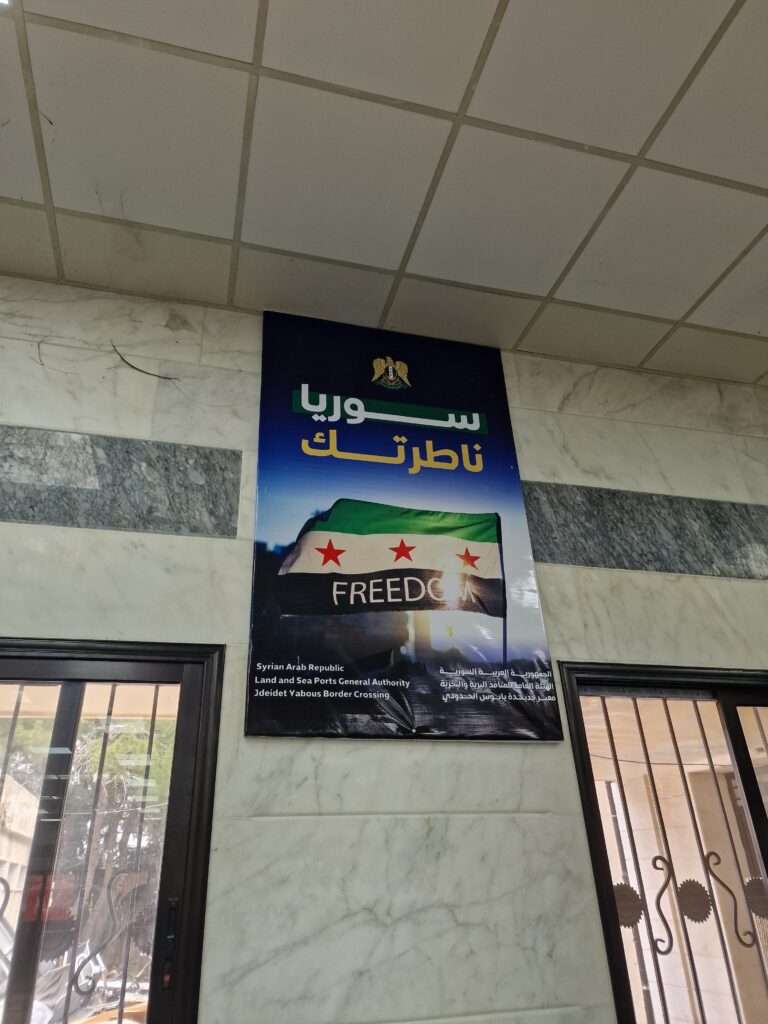 سوريا
ناطرتك
FREEDOM
Syrian Arab Republic
Land and Sea Ports General Authority
Jdeidet Yabous Border Crossing
الجمهورية العربية السورية
الهيئة العامة للمنافذ البرية والبحرية
معبر جديدة يابوس الحدودي